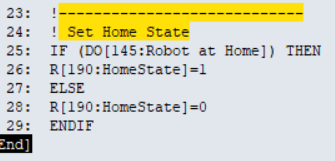 23: !----------------------------
24: ! Set Home State
25: IF (DO[145:Robot at Home]) THEN
26: R[190:HomeState]=1
27: ELSE
28: R[190:HomeState]=0
29: ENDIF
End]